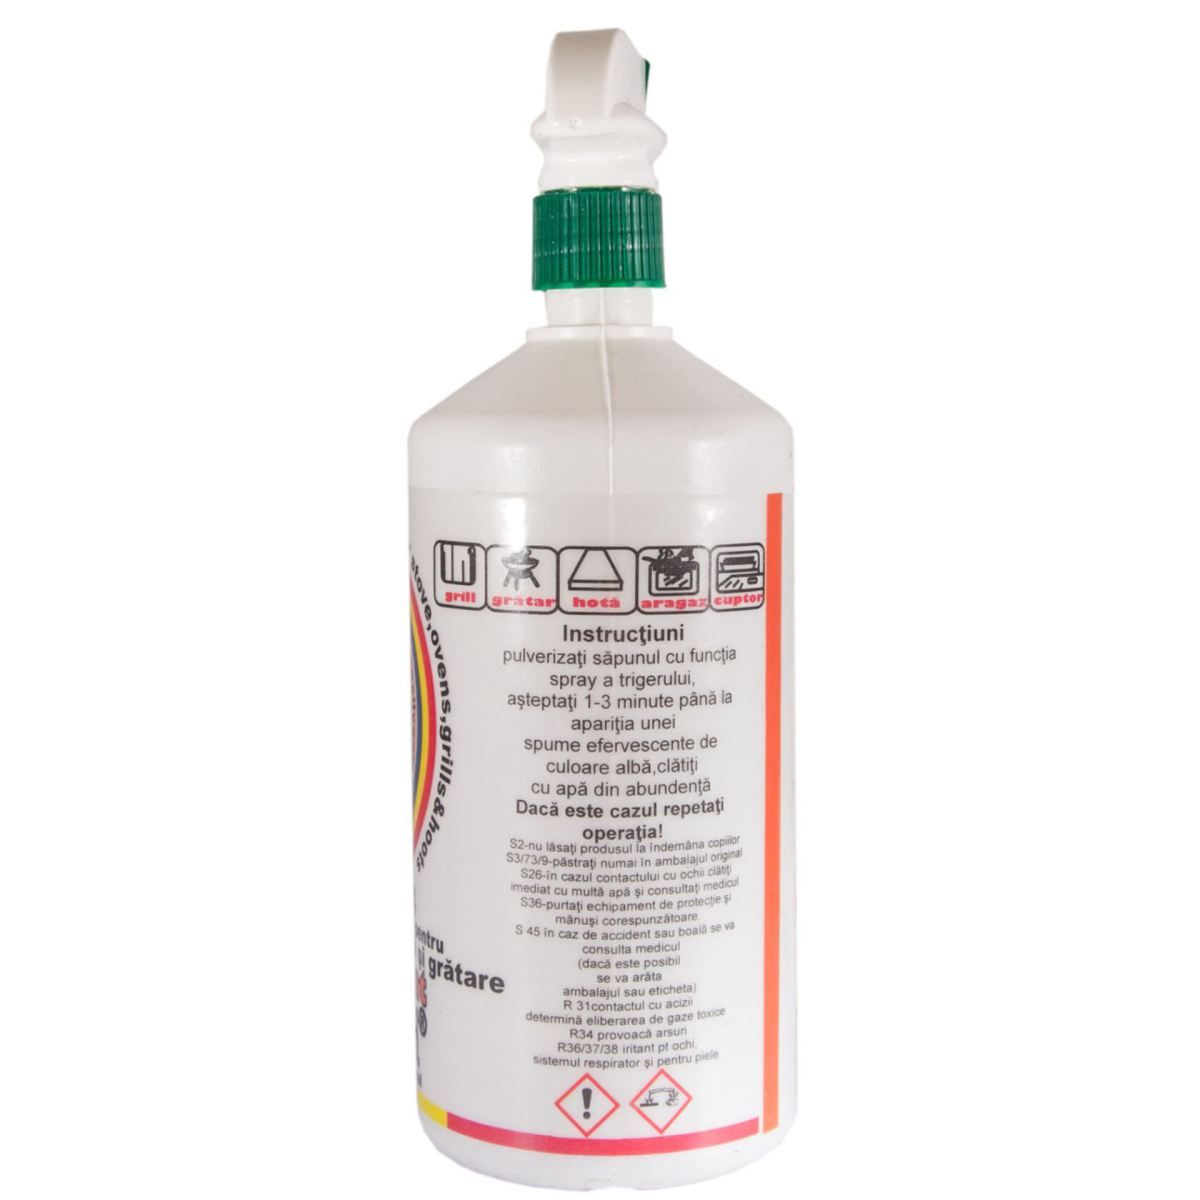 grill grătar hotă aragaz cuptor
stove,ovens,grills&hoots
Instrucţiuni
pulverizaţi săpunul cu funcţia
spray a trigerului,
aşteptaţi 1-3 minute până la
apariţia unei
spume efervescente de
culoare albă,clătiţi
cu apă din abundenţă
Dacă este cazul repetaţi
operaţia!
S2-nu lăsaţi produsul la îndemâna copiilor
S3/73/9-păstraţi numai în ambalajul original
S26-în cazul contactului cu ochii clătiţi
imediat cu multă apă şi consultaţi medicul
S36-purtaţi echipament de protecţie şi
mănuşi corespunzătoare.
S 45 în caz de accident sau boală se va
consulta medicul
(dacă este posibil
se va arăta
ambalajul sau eticheta)
R 31contactul cu acizii
determină eliberarea de gaze toxice
R34 provoacă arsuri
R36/37/38 iritant pt ochi,
sistemul respirator şi pentru piele
şi grătare
®